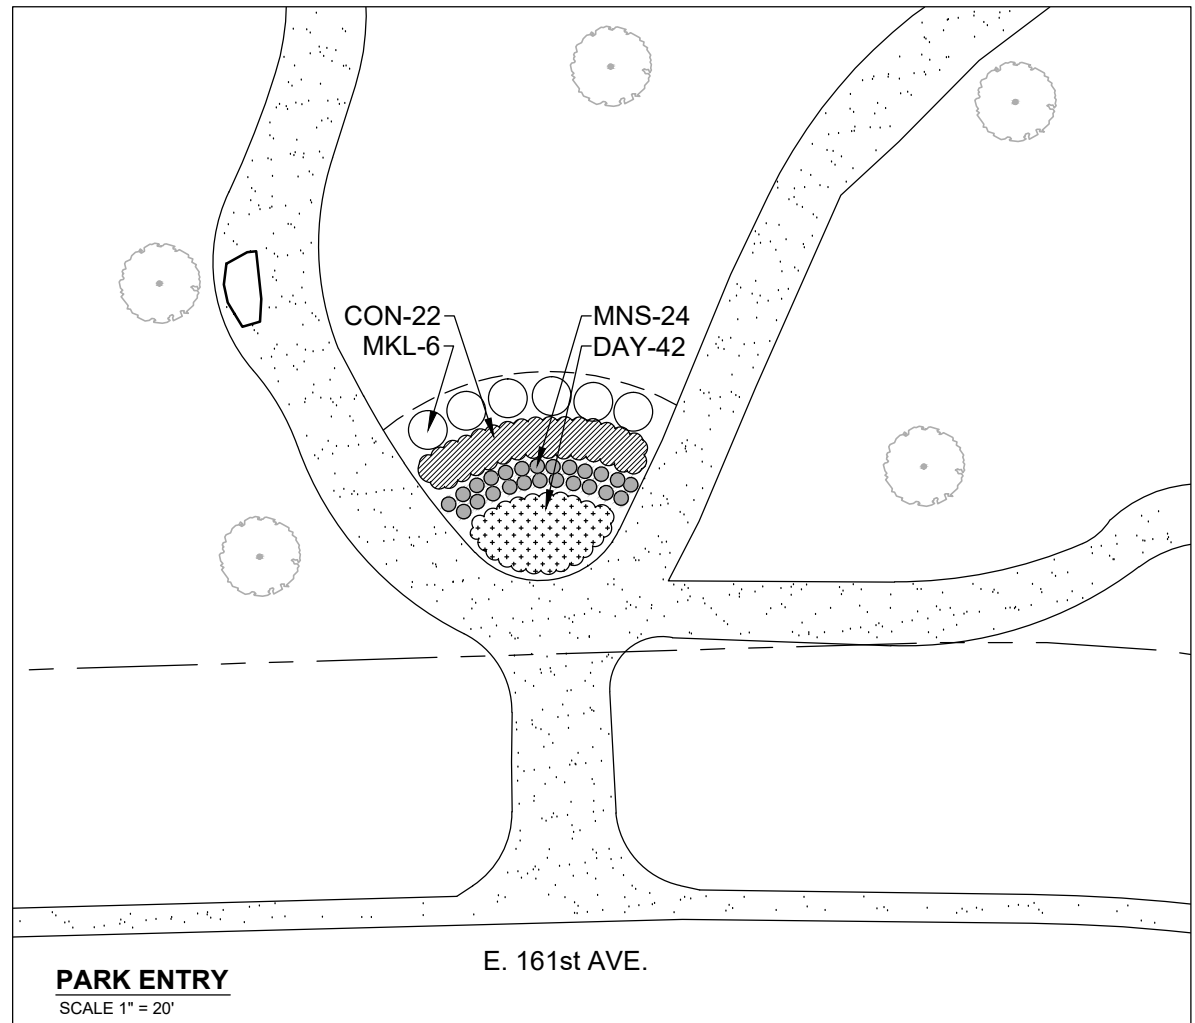 CON-22
MKL-6
MNS-24
DAY-42
E. 161st AVE.
PARK ENTRY
SCALE 1" = 20'